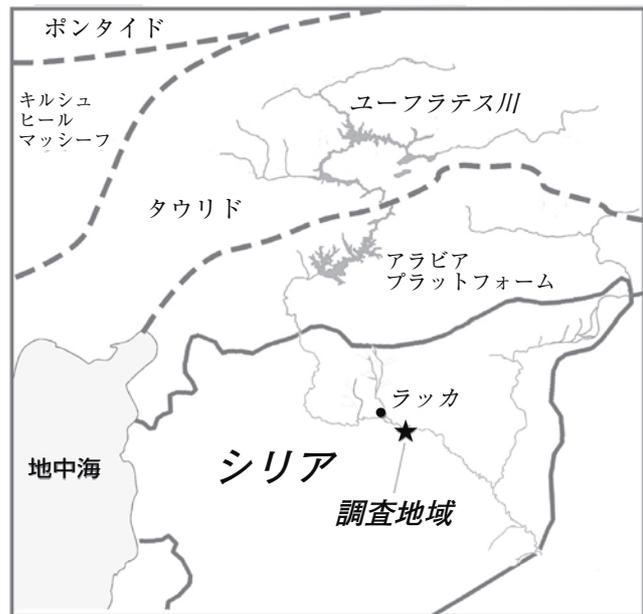 ポンタイド
キルシュ
ヒール
マッシーフ
ユーフラテス川
タウリド
アラビア
プラットフォーム
ラッカ
シリア
地中海
調査地域